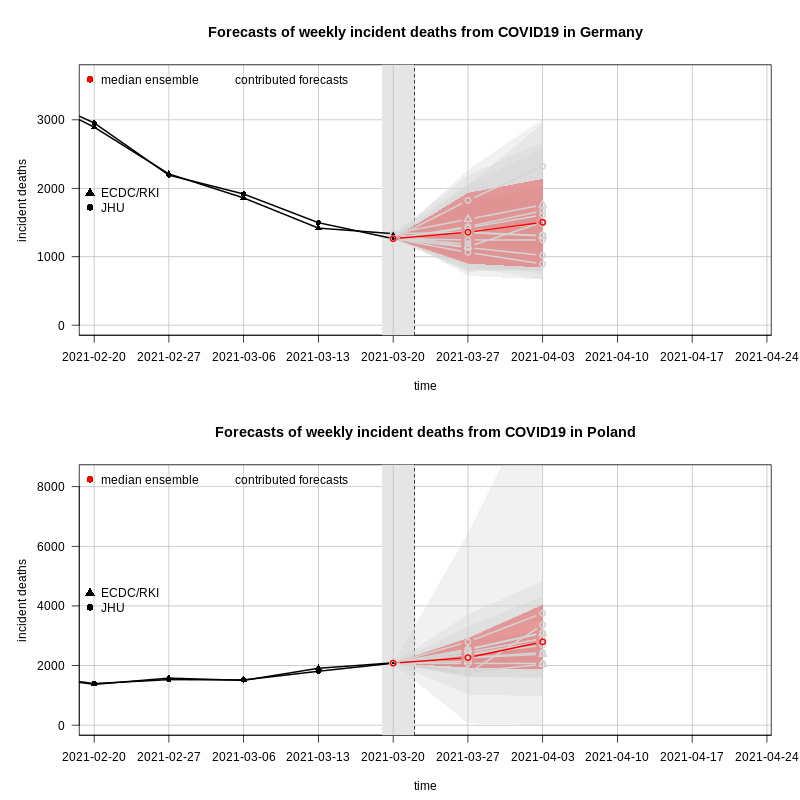 Forecasts of weekly incident deaths from COVID19 in Germany
median ensemble contributed forecasts
3000
2000
1000
0
ECDC/RKI
JHU
incident deaths
2021-02-20 2021-02-27 2021-03-06 2021-03-13 2021-03-20 2021-03-27 2021-04-03 2021-04-10 2021-04-17 2021-04-24
time
Forecasts of weekly incident deaths from COVID19 in Poland
median ensemble contributed forecasts
8000
6000
4000
2000
0
ECDC/RKI
JHU
incident deaths
2021-02-20 2021-02-27 2021-03-06 2021-03-13 2021-03-20 2021-03-27 2021-04-03 2021-04-10 2021-04-17 2021-04-24
time